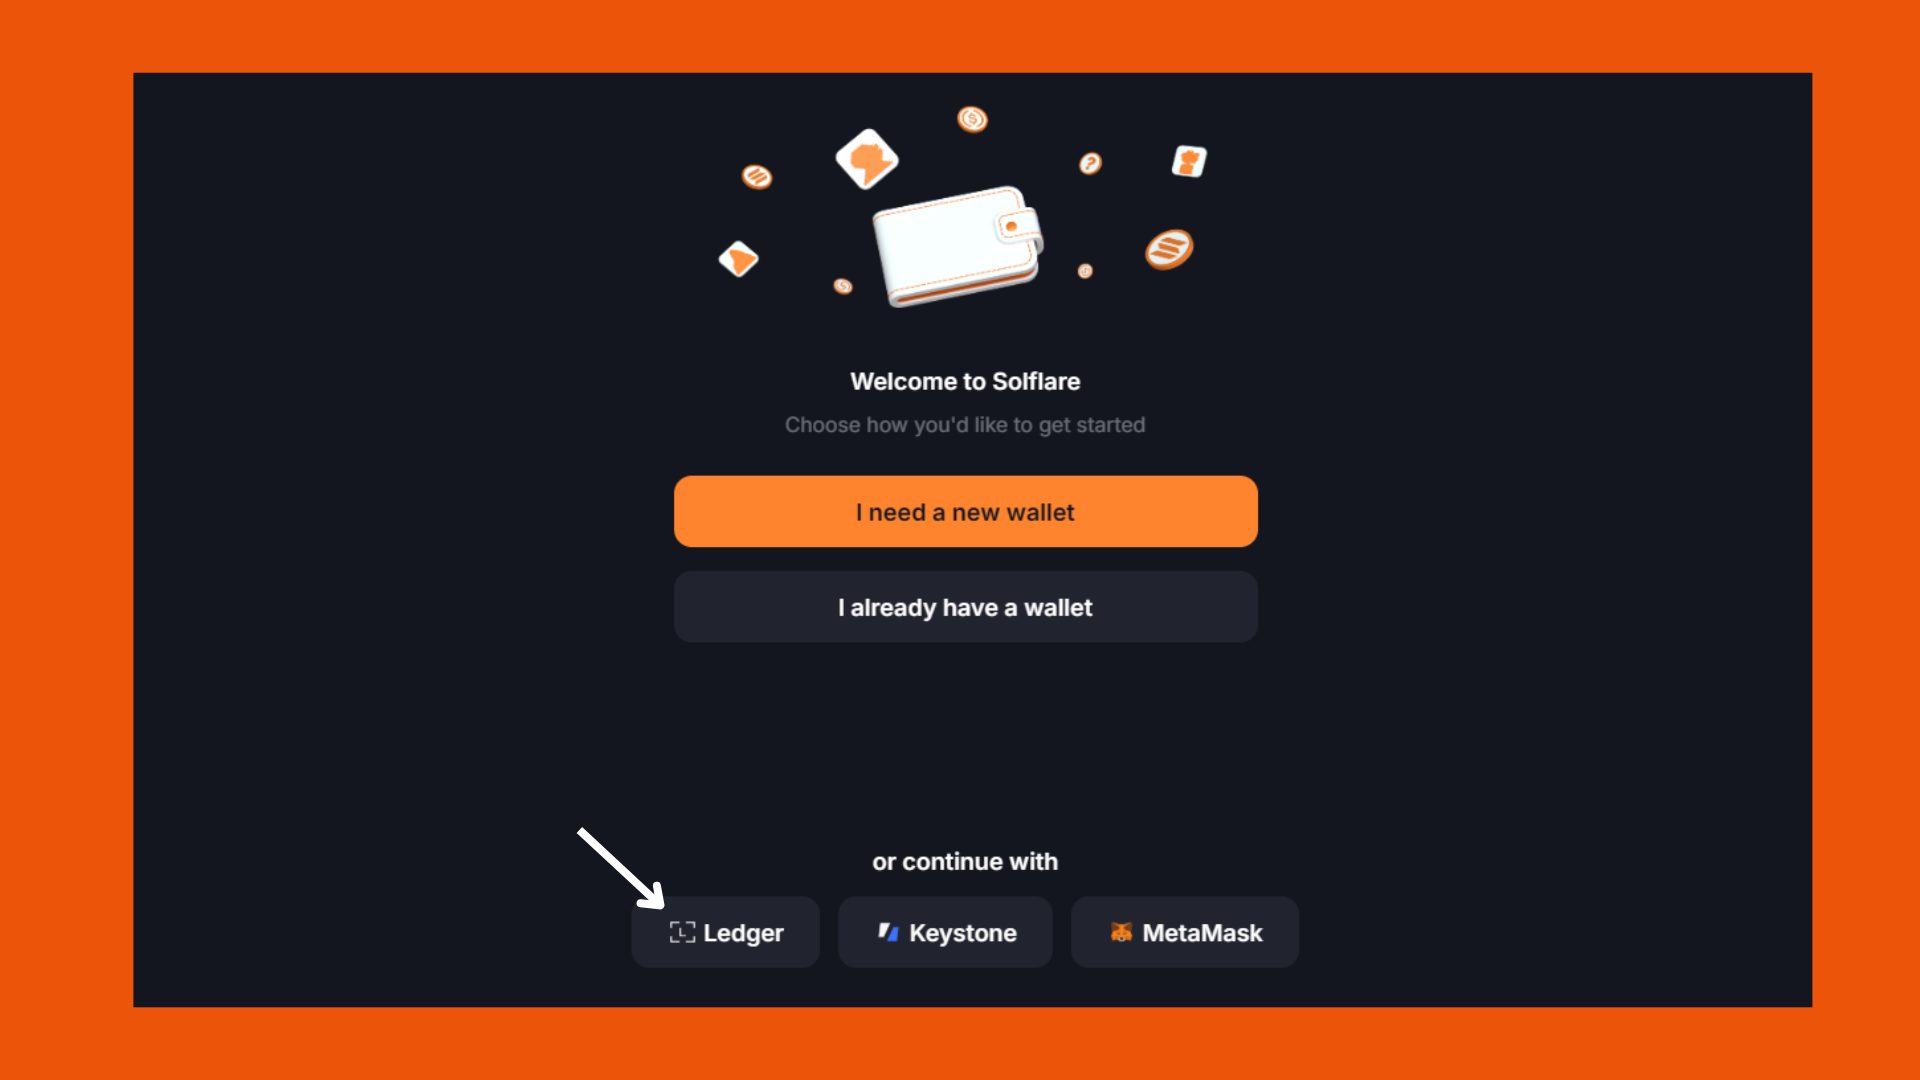 Welcome to Solflare
Choose how you'd like to get started
I need a new wallet
I already have a wallet
or continue with
Ledger
Keystone
MetaMask